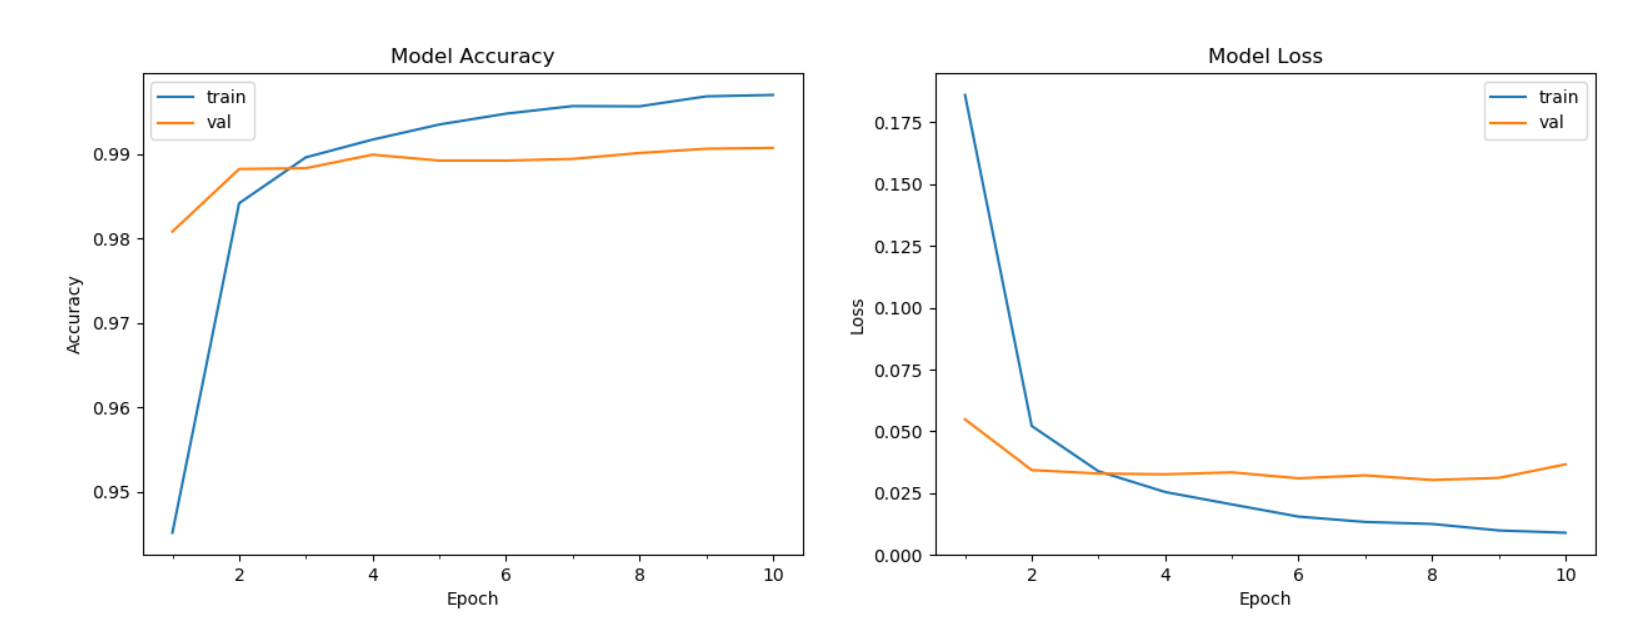 Model Accuracy
train
val
0.99
0.98
0.97
0.96
0.95
Accuracy
2 4 6 8 10
Epoch
Model Loss
train
val
0.175
0.150
0.125
0.100
0.075
0.050
0.025
0.000
Loss
2 4 6 8 10
Epoch